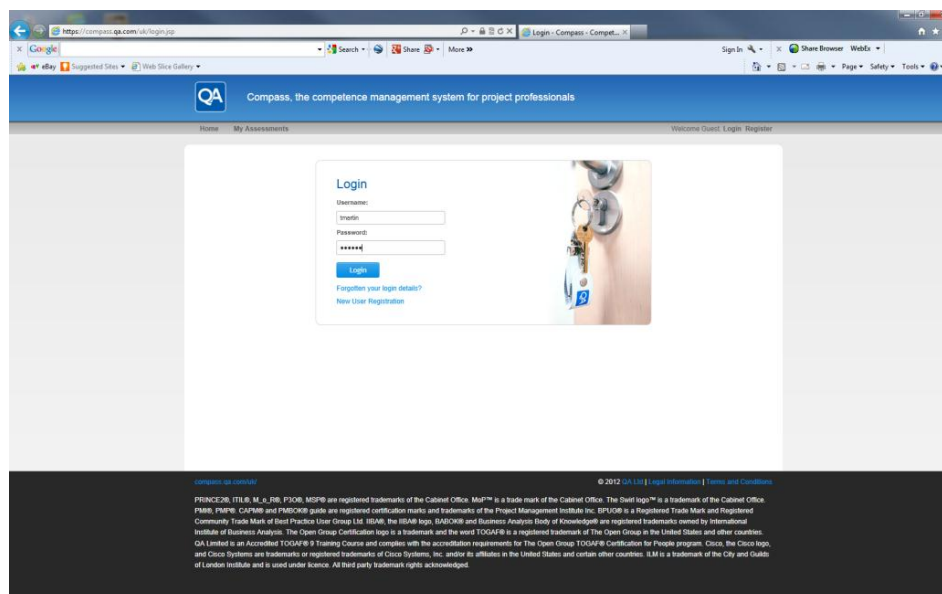 https://compass.qa.com/uk/login.jsp
Login - Compass - Compet...
x Google Search Share More » Sign In x Share Browser WebEx
eBay Suggested Sites Web Slice Gallery Page Safety Tools
QA Compass, the competence management system for project professionals
Home My Assessments Welcome Guest Login Register
Login
Username:
tmerlin
Password:
••••••
Login
Forgotten your login details?
New User Registration
compass.qa.com/uk/ © 2012 QA Ltd | Legal information | Terms and Conditions
PRINCE2®, ITIL®, M_o_R®, P3O®, MSP® are registered trademarks of the Cabinet Office. MoP™ is a trade mark of the Cabinet Office. The Swirl logo™ is a trademark of the Cabinet Office.
PMI®, PMP®. CAPM® and PMBOK® guide are registered certification marks and trademarks of the Project Management Institute Inc. BPUG® is a Registered Trade Mark and Registered
Community Trade Mark of Best Practice User Group Ltd. IIBA®, the IIBA® logo, BABOK® and Business Analysis Body of Knowledge® are registered trademarks owned by International
Institute of Business Analysis. The Open Group Certification logo is a trademark and the word TOGAF® is a registered trademark of The Open Group in the United States and other countries.
QA Limited is an Accredited TOGAF® 9 Training Course and complies with the accreditation requirements for The Open Group TOGAF® Certification for People program. Cisco, the Cisco logo,
and Cisco Systems are trademarks or registered trademarks of Cisco Systems, Inc. and/or its affiliates in the United States and certain other countries. ILM is a trademark of the City and Guilds
of London Institute and is used under licence. All third party trademark rights acknowledged.